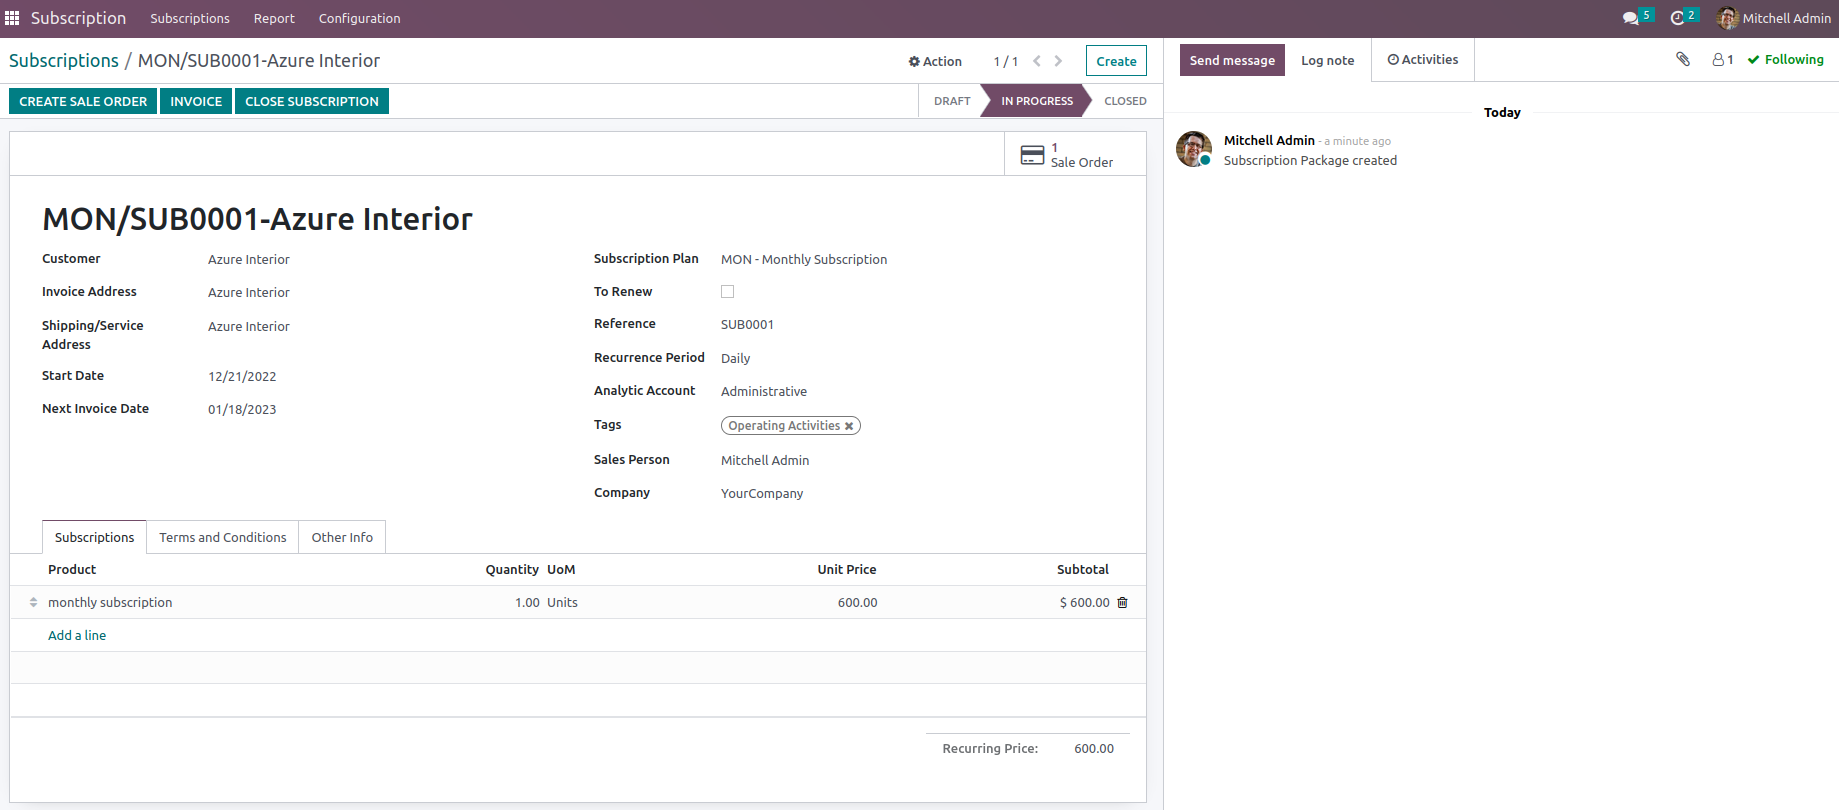 Subscription Subscriptions Report Configuration 5 2 Mitchell Admin
Subscriptions / MON/SUB0001-Azure Interior Action 1 / 1 Create
Send message Log note Activities 1 Following
CREATE SALE ORDER INVOICE CLOSE SUBSCRIPTION DRAFT IN PROGRESS CLOSED
Today
Mitchell Admin - a minute ago
Subscription Package created
1
Sale Order
MON/SUB0001-Azure Interior
Customer Azure Interior
Invoice Address Azure Interior
Shipping/Service Address Azure Interior
Start Date 12/21/2022
Next Invoice Date 01/18/2023
Subscription Plan MON - Monthly Subscription
To Renew
Reference SUB0001
Recurrence Period Daily
Analytic Account Administrative
Tags Operating Activities
Sales Person Mitchell Admin
Company YourCompany
Subscriptions Terms and Conditions Other Info
Product Quantity UoM Unit Price Subtotal
monthly subscription 1.00 Units 600.00 $ 600.00
Add a line
Recurring Price: 600.00